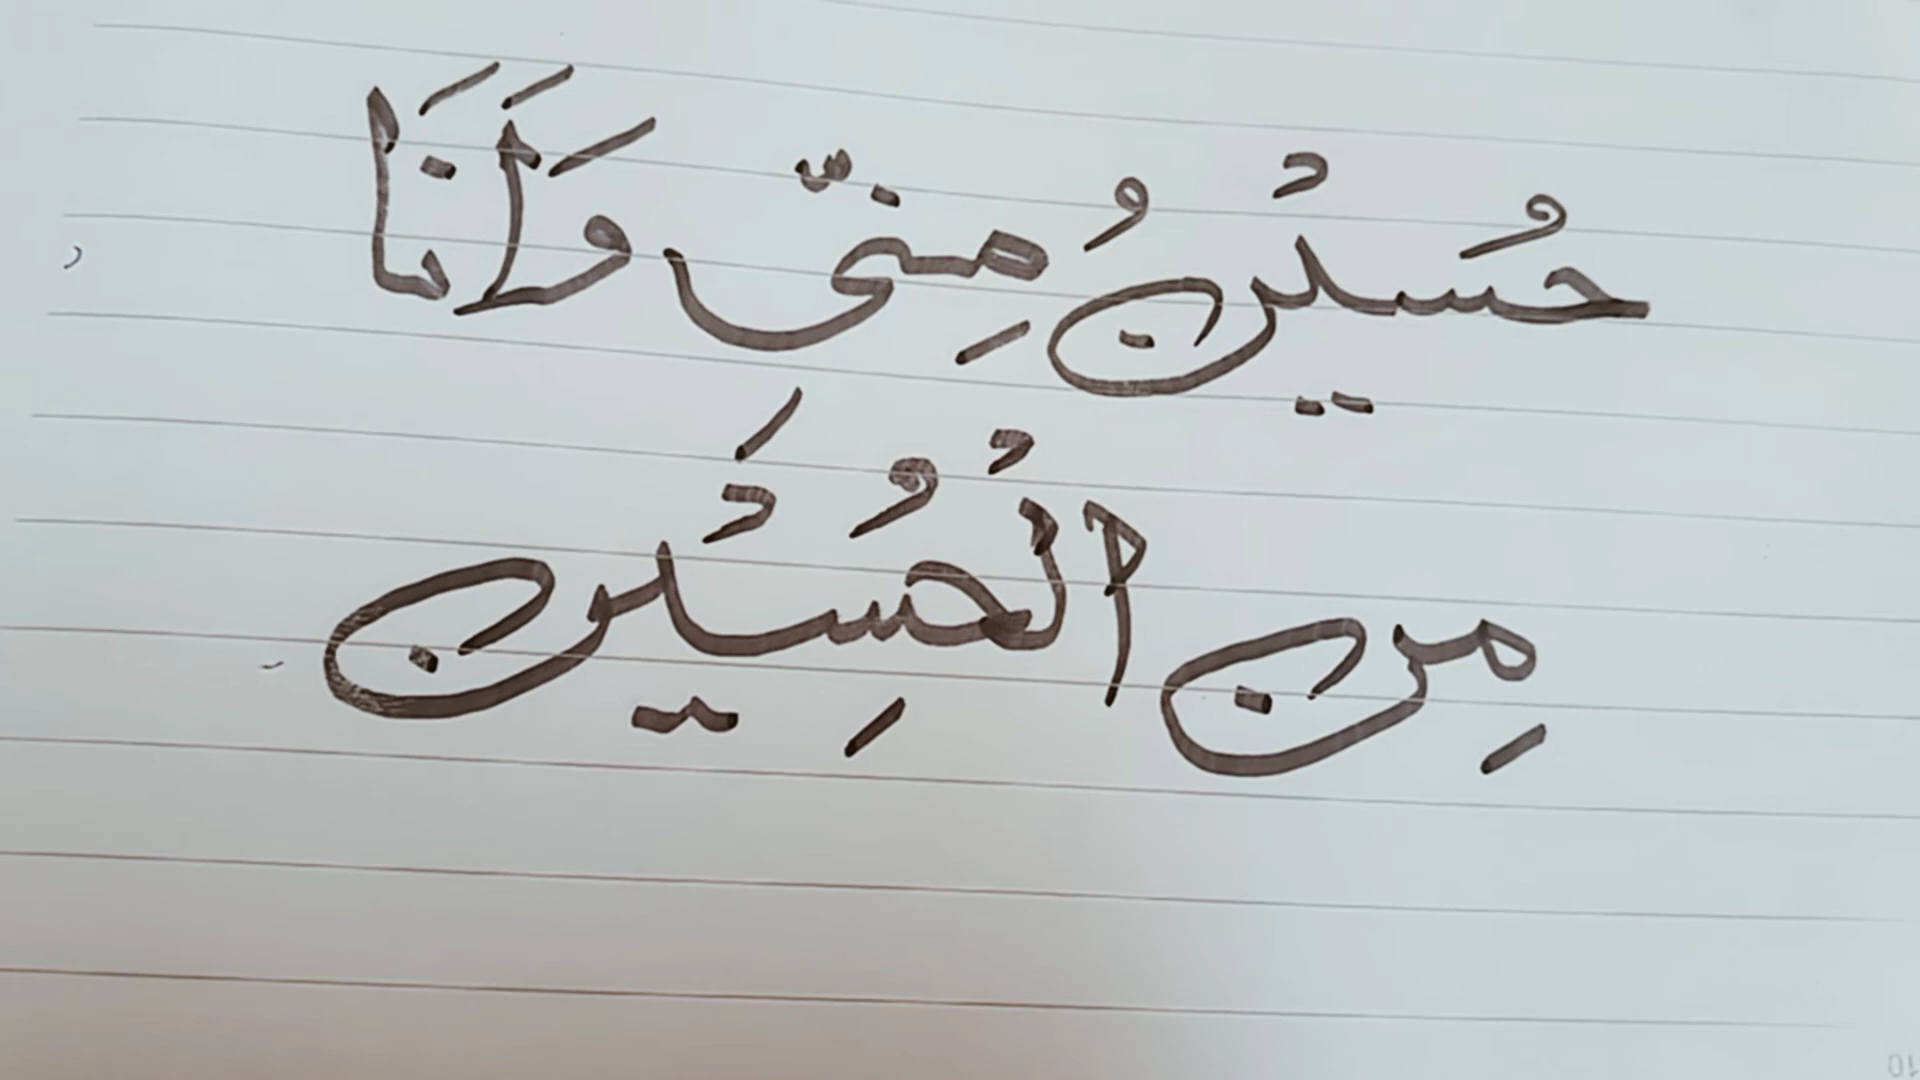 حُسَيْنُ مِنّى وَاَنَا
مِن الْحُسَيْنِ